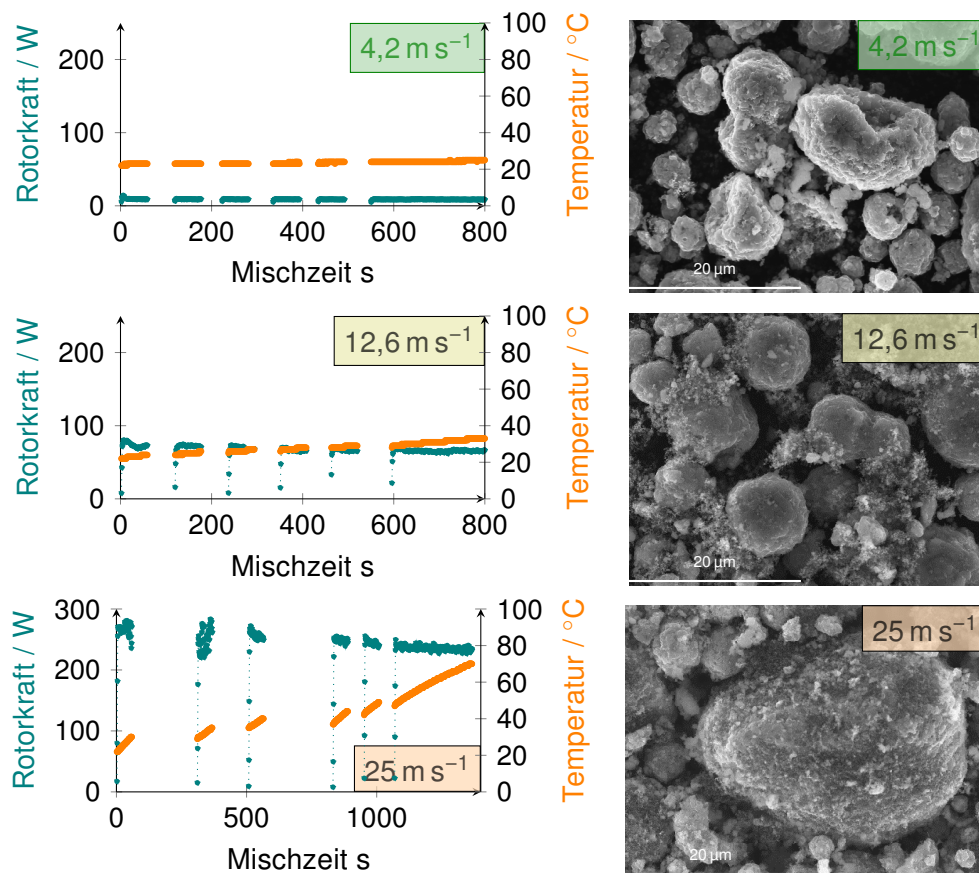 Rotorkraft / W
200
100
0
4,2 m s⁻¹
100
80
60
40
20
0
Temperatur / °C
0
200
400
600
800
Mischzeit s
4,2 m s⁻¹
20 µm
Rotorkraft / W
200
100
0
12,6 m s⁻¹
100
80
60
40
20
0
Temperatur / °C
0
200
400
600
800
Mischzeit s
12,6 m s⁻¹
20 µm
Rotorkraft / W
300
200
100
0
25 m s⁻¹
100
80
60
40
20
0
Temperatur / °C
0
500
1000
Mischzeit s
25 m s⁻¹
20 µm